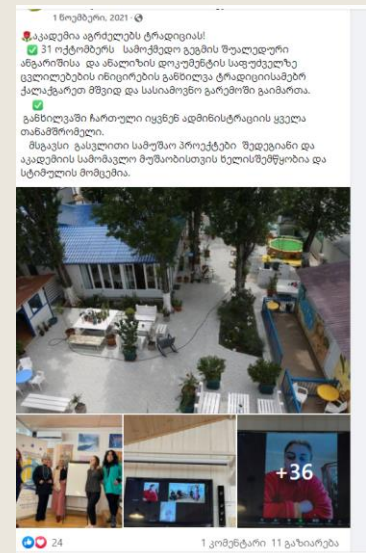 1 ნოემბერი, 2021 ·
🌹აკადემია აგრძელებს ტრადიციას!
✅ 31 ოქტომბერს სამოქმედო გეგმის შუალედური
ანგარიშისა და ანალიზის დოკუმენტის საფუძველზე
ცვლილებების ინიცირების განხილვა ტრადიციისამებრ
ქალაქგარეთ მშვიდ და სასიამოვნო გარემოში გაიმართა.
✅
განხილვაში ჩართული იყვნენ ადმინისტრაციის ყველა
თანამშრომელი.
მსგავსი გასვლითი სამუშაო პროექტები შედეგიანი და
აკადემიის სამომავლო მუშაობისთვის ხელისშემწყობია და
სტიმულის მომცემია.
+36
24
1 კომენტარი 11 გაზიარება